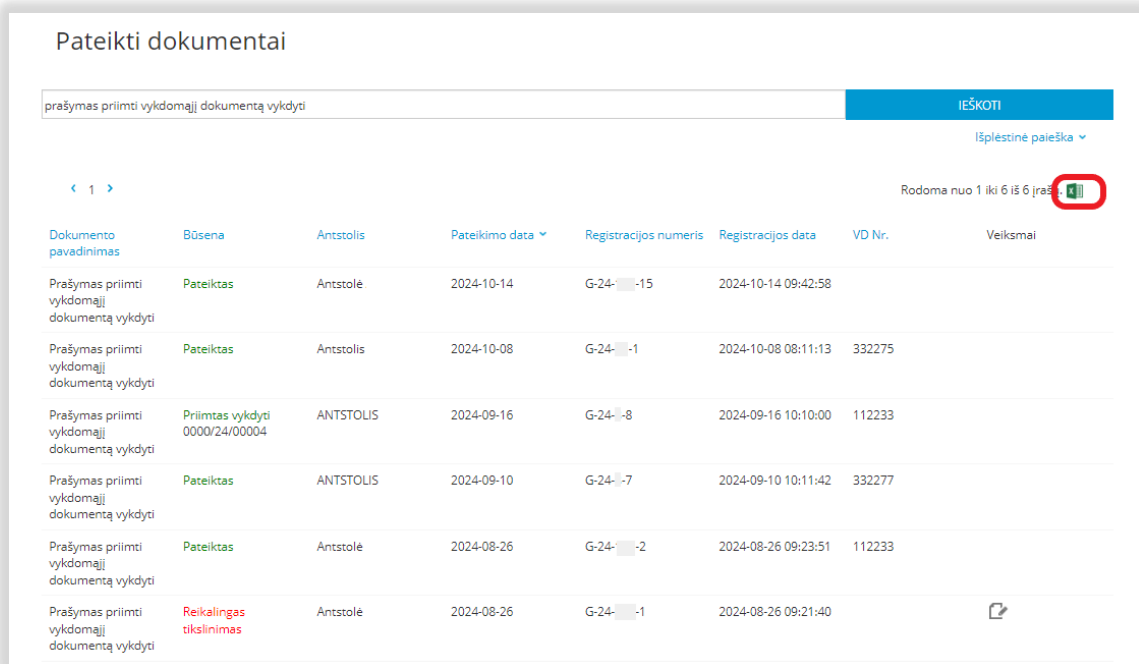 Pateikti dokumentai
prašymas priimti vykdomąjį dokumentą vykdyti
IEŠKOTI
Išplėstinė paieška
1
Rodoma nuo 1 iki 6 iš 6 įrašų.
Dokumento pavadinimas Būsena Antstolis Pateikimo data Registracijos numeris Registracijos data VD Nr. Veiksmai
Prašymas priimti
vykdomąjį
dokumentą vykdyti
Pateiktas
Antstolė
2024-10-14
G-24- -15
2024-10-14 09:42:58
Prašymas priimti
vykdomąjį
dokumentą vykdyti
Pateiktas
Antstolis
2024-10-08
G-24- -1
2024-10-08 08:11:13
332275
Prašymas priimti
vykdomąjį
dokumentą vykdyti
Priimtas vykdyti
0000/24/00004
ANTSTOLIS
2024-09-16
G-24- -8
2024-09-16 10:10:00
112233
Prašymas priimti
vykdomąjį
dokumentą vykdyti
Pateiktas
ANTSTOLIS
2024-09-10
G-24- -7
2024-09-10 10:11:42
332277
Prašymas priimti
vykdomąjį
dokumentą vykdyti
Pateiktas
Antstolė
2024-08-26
G-24- -2
2024-08-26 09:23:51
112233
Prašymas priimti
vykdomąjį
dokumentą vykdyti
Reikalingas
tikslinimas
Antstolė
2024-08-26
G-24- -1
2024-08-26 09:21:40